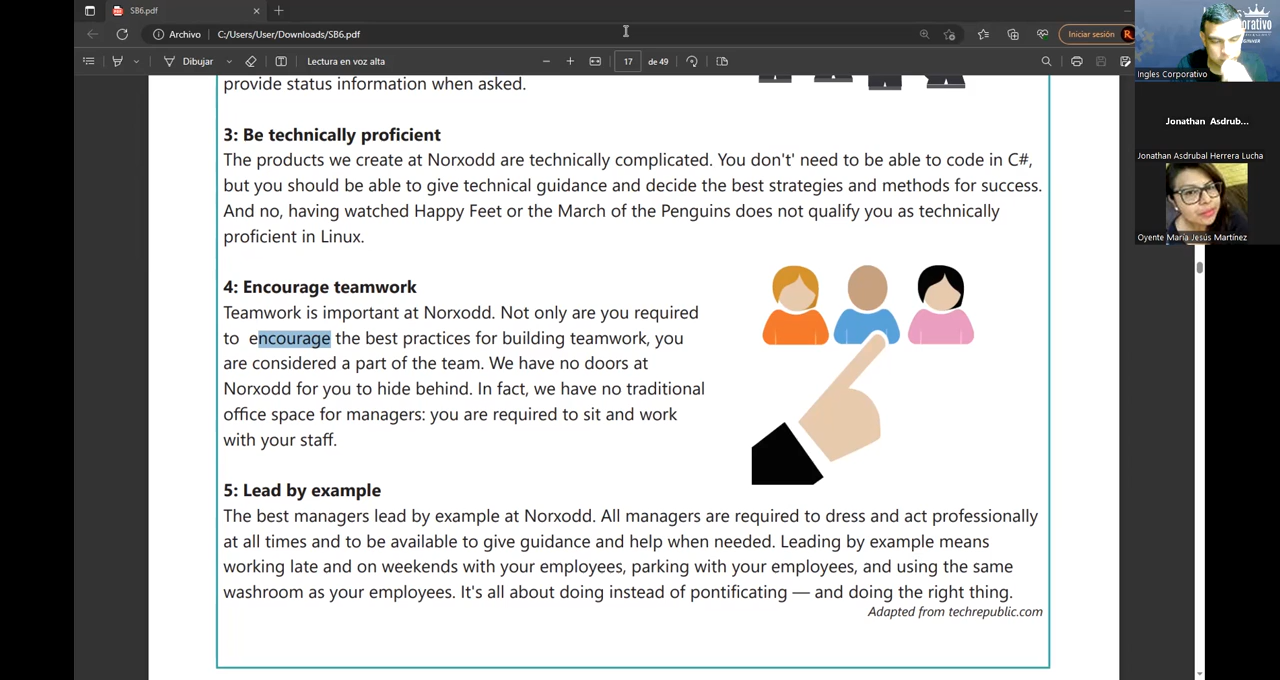 SB6.pdf
Archivo
C:/Users/User/Downloads/SB6.pdf
Iniciar sesión
R
Dibujar
Lectura en voz alta
17
de 49
provide status information when asked.
3: Be technically proficient
The products we create at Norxodd are technically complicated. You don't' need to be able to code in C#,
but you should be able to give technical guidance and decide the best strategies and methods for success.
And no, having watched Happy Feet or the March of the Penguins does not qualify you as technically
proficient in Linux.
4: Encourage teamwork
Teamwork is important at Norxodd. Not only are you required
to encourage the best practices for building teamwork, you
are considered a part of the team. We have no doors at
Norxodd for you to hide behind. In fact, we have no traditional
office space for managers: you are required to sit and work
with your staff.
5: Lead by example
The best managers lead by example at Norxodd. All managers are required to dress and act professionally
at all times and to be available to give guidance and help when needed. Leading by example means
working late and on weekends with your employees, parking with your employees, and using the same
washroom as your employees. It's all about doing instead of pontificating — and doing the right thing.
Adapted from techrepublic.com
Ingles Corporativo
Jonathan Asdrub...
Jonathan Asdrubal Herrera Lucha
Oyente María Jesús Martínez